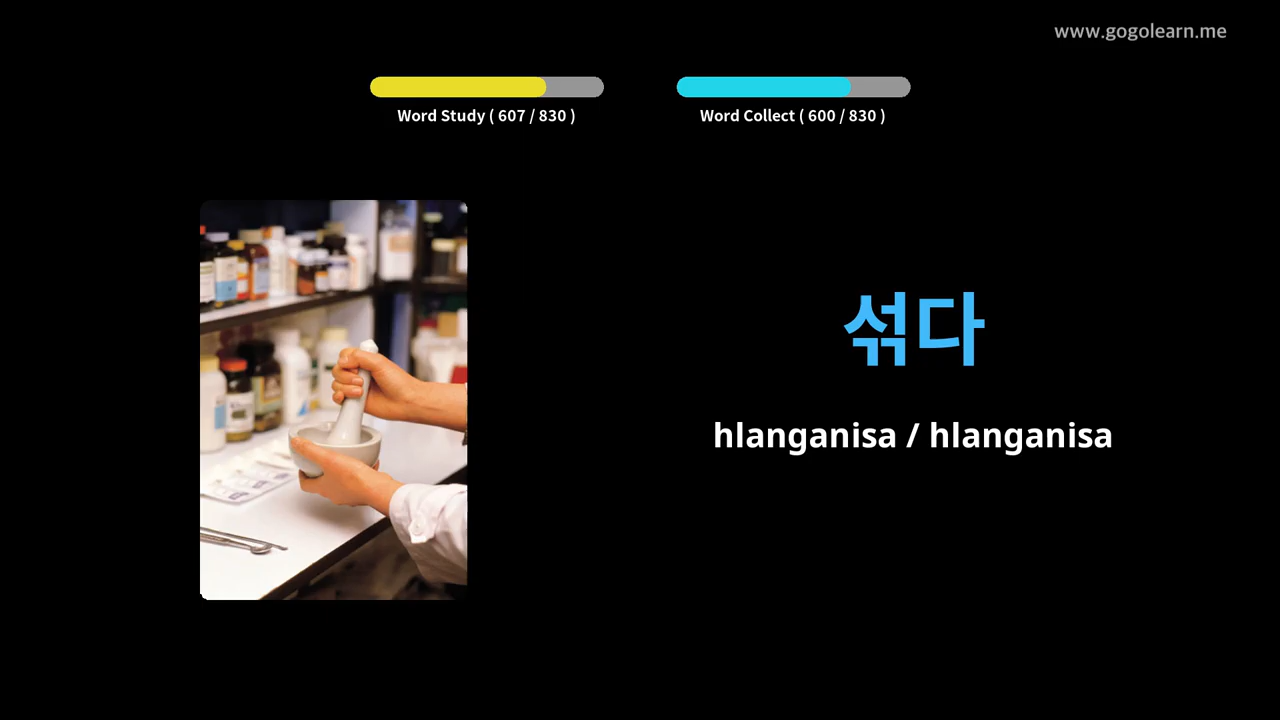 www.gogolearn.me
Word Study ( 607 / 830 )
Word Collect ( 600 / 830 )
섞다
hlanganisa / hlanganisa